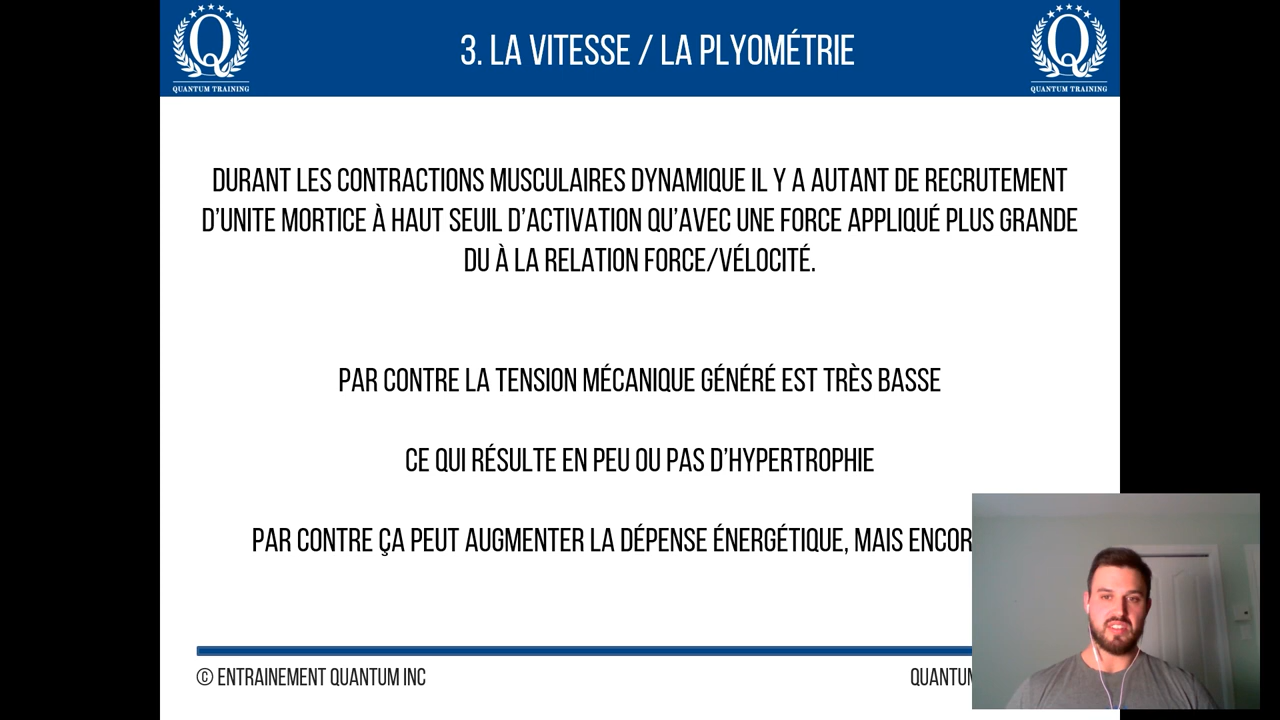 Q
QUANTUM TRAINING
3. LA VITESSE / LA PLYOMÉTRIE
Q
QUANTUM TRAINING
DURANT LES CONTRACTIONS MUSCULAIRES DYNAMIQUE IL Y A AUTANT DE RECRUTEMENT
D'UNITE MORTICE À HAUT SEUIL D'ACTIVATION QU'AVEC UNE FORCE APPLIQUÉ PLUS GRANDE
DU À LA RELATION FORCE/VÉLOCITÉ.
PAR CONTRE LA TENSION MÉCANIQUE GÉNÉRÉ EST TRÈS BASSE
CE QUI RÉSULTE EN PEU OU PAS D'HYPERTROPHIE
PAR CONTRE ÇA PEUT AUGMENTER LA DÉPENSE ÉNERGÉTIQUE, MAIS
© ENTRAINEMENT QUANTUM INC